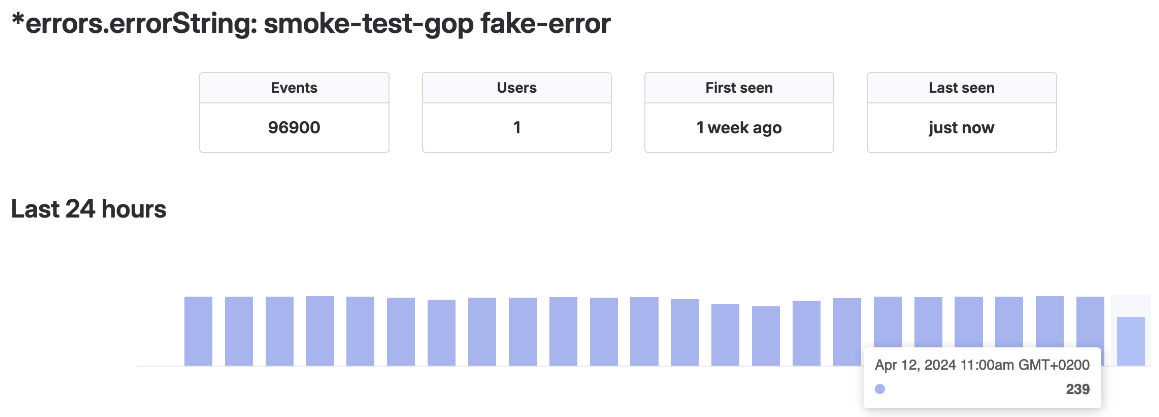 *errors.errorString: smoke-test-gop fake-error
Events
Users
First seen
Last seen
96900
1
1 week ago
just now
Last 24 hours
Apr 12, 2024 11:00am GMT+0200
239